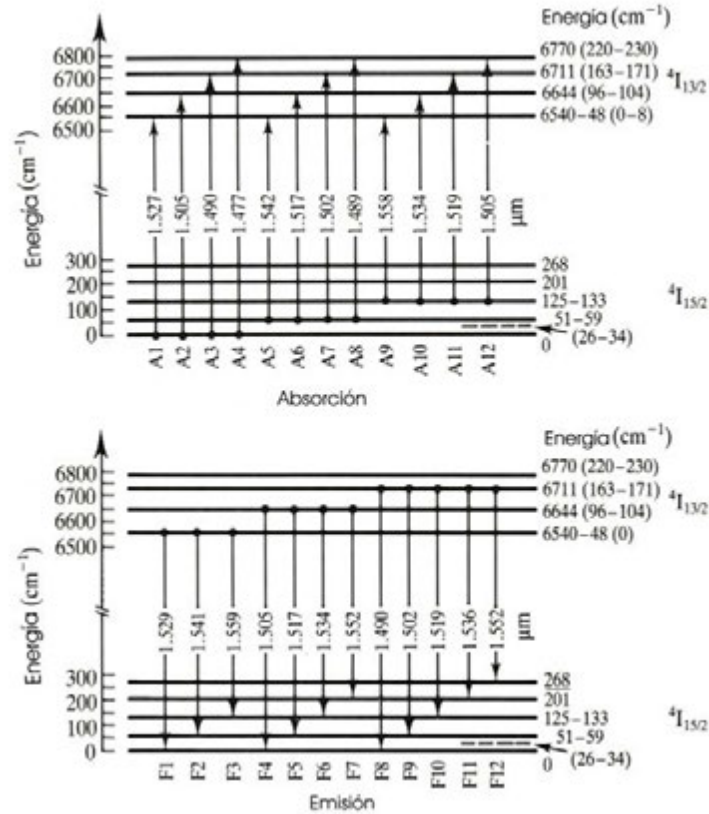 Energía (cm⁻¹)
Energía (cm⁻¹)
6800
6700
6600
6500
300
200
100
0
6770 (220–230)
6711 (163–171)
6644 (96–104)
6540–48 (0–8)
⁴I₁₃/₂
1.527 1.505 1.490 1.477 1.542 1.517 1.502 1.489 1.558 1.534 1.519 1.505 μm
268
201
125–133
51–59
(26–34)
0
⁴I₁₅/₂
A1 A2 A3 A4 A5 A6 A7 A8 A9 A10 A11 A12
Absorción
Energía (cm⁻¹)
Energía (cm⁻¹)
6800
6700
6600
6500
300
200
100
0
6770 (220–230)
6711 (163–171)
6644 (96–104)
6540–48 (0)
⁴I₁₃/₂
1.529 1.541 1.559 1.505 1.517 1.534 1.552 1.490 1.502 1.519 1.536 1.552 μm
268
201
125–133
51–59
(26–34)
0
⁴I₁₅/₂
F1 F2 F3 F4 F5 F6 F7 F8 F9 F10 F11 F12
Emisión